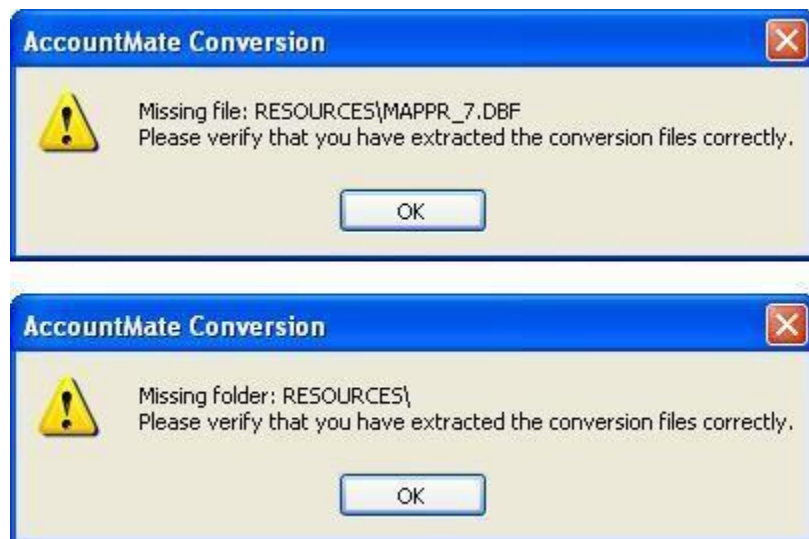 AccountMate Conversion
Missing file: RESOURCES\MAPPR_7.DBF
Please verify that you have extracted the conversion files correctly.
OK
AccountMate Conversion
Missing folder: RESOURCES\
Please verify that you have extracted the conversion files correctly.
OK